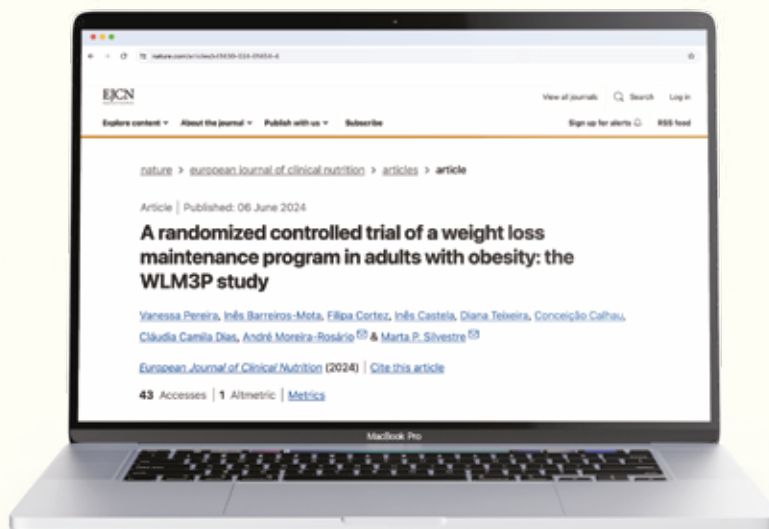 EJCN
View all journals Search Log in
Explore content About the journal Publish with us Subscribe
Sign up for alerts RSS feed
nature > european journal of clinical nutrition > articles > article
Article | Published: 06 June 2024
A randomized controlled trial of a weight loss
maintenance program in adults with obesity: the
WLM3P study
Vanessa Pereira, Inês Barreiros-Mota, Filipa Cortez, Inês Castela, Diana Teixeira, Conceição Calhau,
Cláudia Camila Dias, André Moreira-Rosário & Marta P. Silvestre
European Journal of Clinical Nutrition (2024) | Cite this article
43 Accesses | 1 Altmetric | Metrics
MacBook Pro